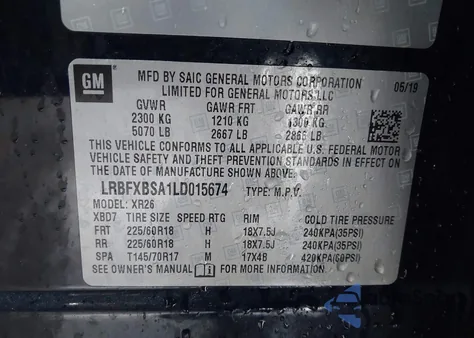 GM
MFD BY SAIC GENERAL MOTORS CORPORATION
LIMITED FOR GENERAL MOTORS LLC
05/19
GVWR GAWR FRT GAWR RR
2300 KG 1210 KG 1300 KG
5070 LB 2667 LB 2866 LB
THIS VEHICLE CONFORMS TO ALL APPLICABLE U.S. FEDERAL MOTOR
VEHICLE SAFETY AND THEFT PREVENTION STANDARDS IN EFFECT ON
THE DATE OF MANUFACTURE SHOWN ABOVE.
LRBFXBSA1LD015674 TYPE: M.P.V.
MODEL: XR26
XBD7 TIRE SIZE SPEED RTG RIM COLD TIRE PRESSURE
FRT 225/60R18 H 18X7.5J 240KPA(35PSI)
RR 225/60R18 H 18X7.5J 240KPA(35PSI)
SPA T145/70R17 M 17X4B 420KPA(60PSI)
SEE OWNER'S MANUAL FOR MORE INFORMATION.